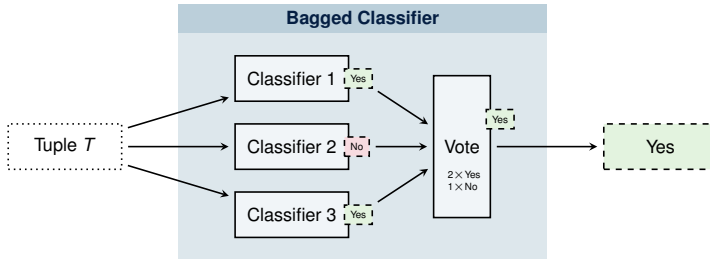 Bagged Classifier
Classifier 1
Yes
Tuple T
Classifier 2
No
Classifier 3
Yes
Vote
2 × Yes
1 × No
Yes
Yes